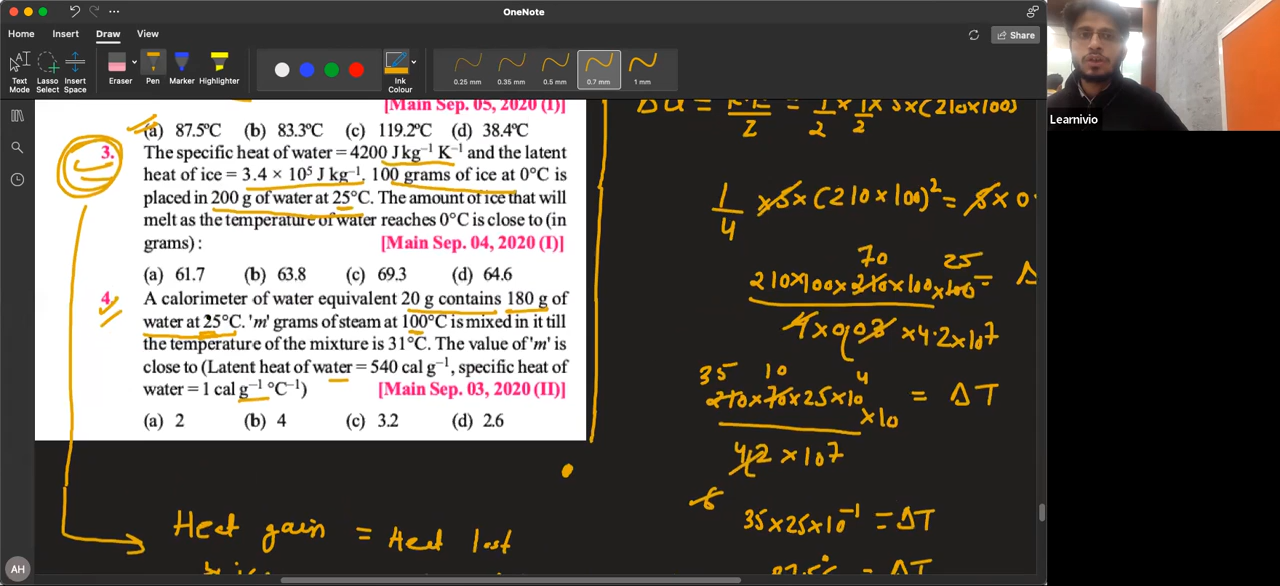 OneNote
Home Insert Draw View
Share
Text Mode
Lasso Select
Insert Space
Eraser
Pen
Marker
Highlighter
Ink Colour
0.25 mm
0.35 mm
0.5 mm
0.7 mm
1 mm
Learnivio
[Main Sep. 05, 2020 (I)]
(a) 87.5°C (b) 83.3°C (c) 119.2°C (d) 38.4°C
3. The specific heat of water = 4200 J kg⁻¹ K⁻¹ and the latent
heat of ice = 3.4 × 10⁵ J kg⁻¹. 100 grams of ice at 0°C is
placed in 200 g of water at 25°C. The amount of ice that will
melt as the temperature of water reaches 0°C is close to (in
grams) : [Main Sep. 04, 2020 (I)]
(a) 61.7 (b) 63.8 (c) 69.3 (d) 64.6
4. A calorimeter of water equivalent 20 g contains 180 g of
water at 25°C. 'm' grams of steam at 100°C is mixed in it till
the temperature of the mixture is 31°C. The value of 'm' is
close to (Latent heat of water = 540 cal g⁻¹, specific heat of
water = 1 cal g⁻¹ °C⁻¹) [Main Sep. 03, 2020 (II)]
(a) 2 (b) 4 (c) 3.2 (d) 2.6
Heat gain = Heat lost
1/4 × 5 × (210×100)² = 5 × 0
70 25
210×100×210×100×100 =
4×0.03×4.2×10⁷
35 10 4
210×70×25×10 ×10 = ΔT
4.2 × 10⁷
35×25×10⁻¹ = ΔT
AH